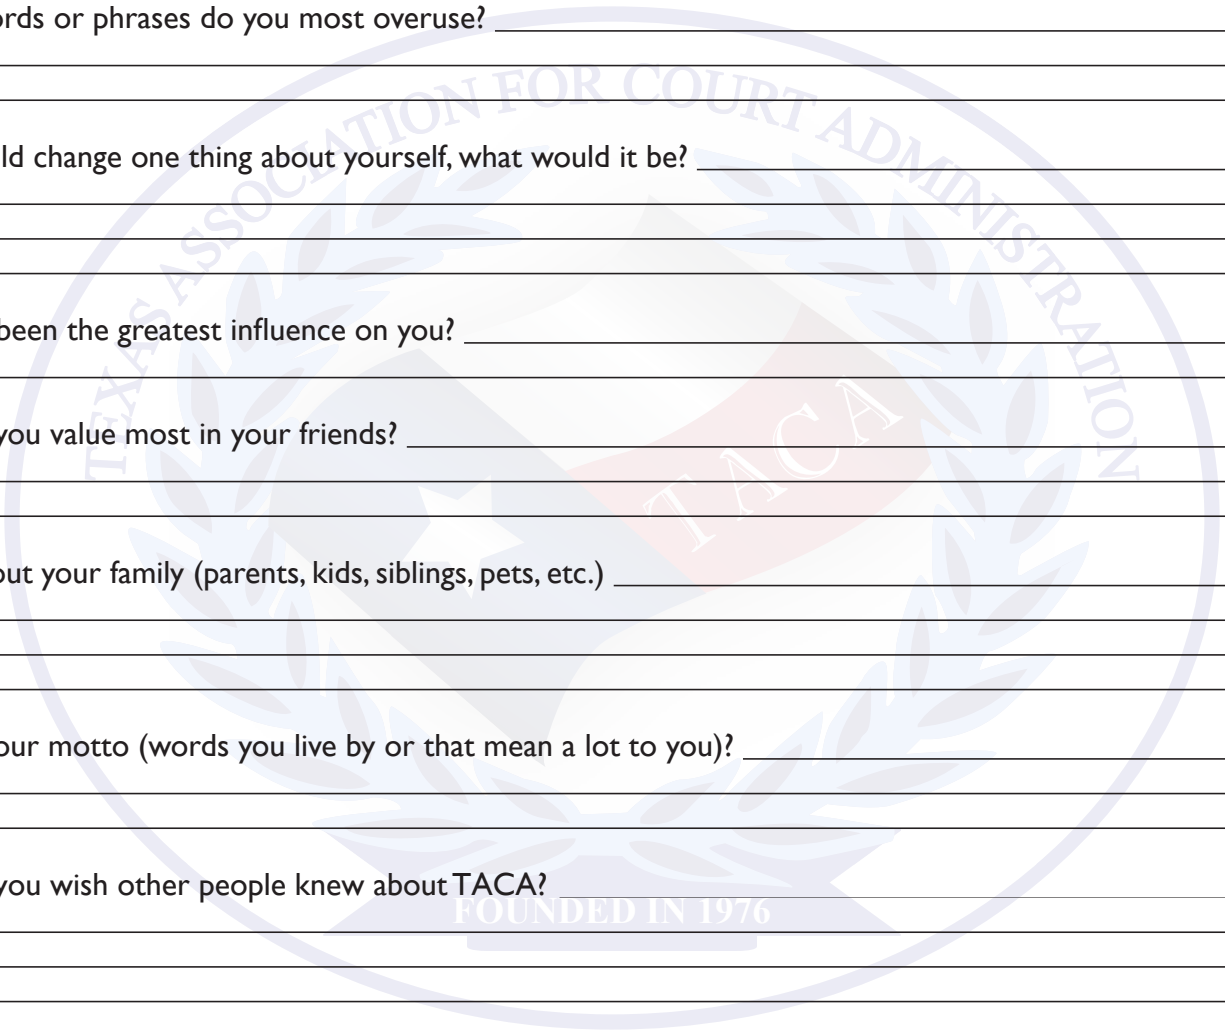 ords or phrases do you most overuse?
ld change one thing about yourself, what would it be?
been the greatest influence on you?
you value most in your friends?
out your family (parents, kids, siblings, pets, etc.)
our motto (words you live by or that mean a lot to you)?
you wish other people knew about TACA?
TEXAS ASSOCIATION FOR COURT ADMINISTRATION
TACA
FOUNDED IN 1976